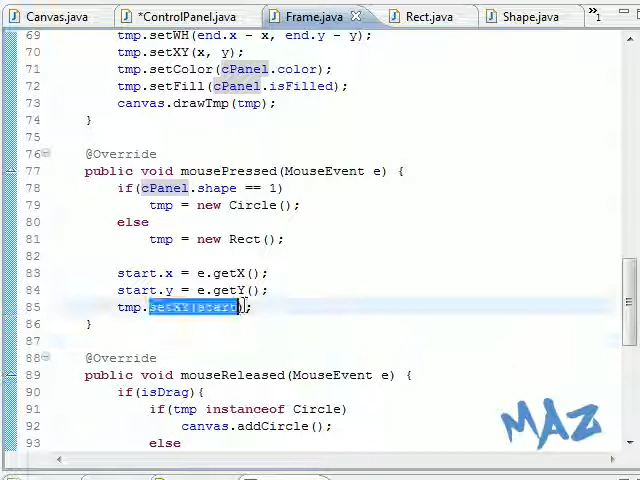 Canvas.java *ControlPanel.java Frame.java Rect.java Shape.java »1
69 tmp.setWH(end.x - x, end.y - y);
70 tmp.setXY(x, y);
71 tmp.setColor(cPanel.color);
72 tmp.setFill(cPanel.isFilled);
73 canvas.drawTmp(tmp);
74 }
75
76 @Override
77 public void mousePressed(MouseEvent e) {
78 if(cPanel.shape == 1)
79 tmp = new Circle();
80 else
81 tmp = new Rect();
82
83 start.x = e.getX();
84 start.y = e.getY();
85 tmp.setXY(start);
86 }
87
88 @Override
89 public void mouseReleased(MouseEvent e) {
90 if(isDrag){
91 if(tmp instanceof Circle)
92 canvas.addCircle();
93 else
MAZ